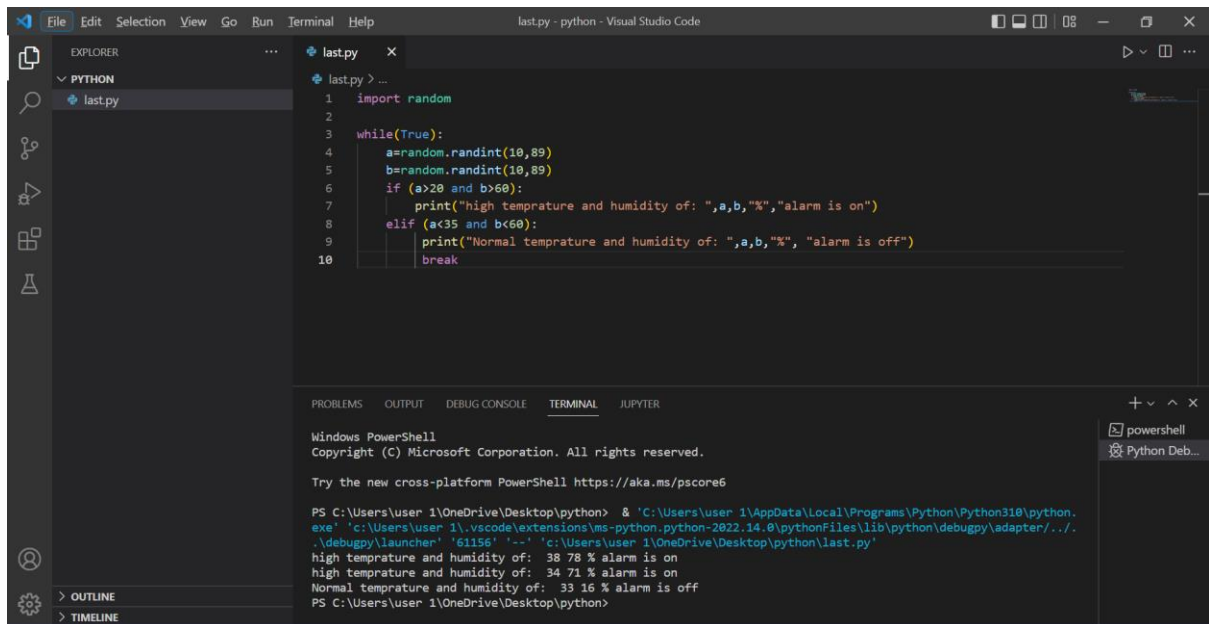 File Edit Selection View Go Run Terminal Help last.py - python - Visual Studio Code
EXPLORER
PYTHON
last.py
OUTLINE
TIMELINE
last.py
last.py > ...
1 import random
2
3 while(True):
4     a=random.randint(10,89)
5     b=random.randint(10,89)
6     if (a>20 and b>60):
7         print("high temprature and humidity of: ",a,b,"%","alarm is on")
8     elif (a<35 and b<60):
9          print("Normal temprature and humidity of: ",a,b,"%", "alarm is off")
10          break
PROBLEMS OUTPUT DEBUG CONSOLE TERMINAL JUPYTER
Windows PowerShell
Copyright (C) Microsoft Corporation. All rights reserved.
Try the new cross-platform PowerShell https://aka.ms/pscore6
PS C:\Users\user 1\OneDrive\Desktop\python>  & 'C:\Users\user 1\AppData\Local\Programs\Python\Python310\python.
exe' 'c:\Users\user 1\.vscode\extensions\ms-python.python-2022.14.0\pythonFiles\lib\python\debugpy\adapter/../.
.\debugpy\launcher' '61156' '--' 'c:\Users\user 1\OneDrive\Desktop\python\last.py'
high temprature and humidity of:  38 78 % alarm is on
high temprature and humidity of:  34 71 % alarm is on
Normal temprature and humidity of:  33 16 % alarm is off
PS C:\Users\user 1\OneDrive\Desktop\python>
powershell
Python Deb...